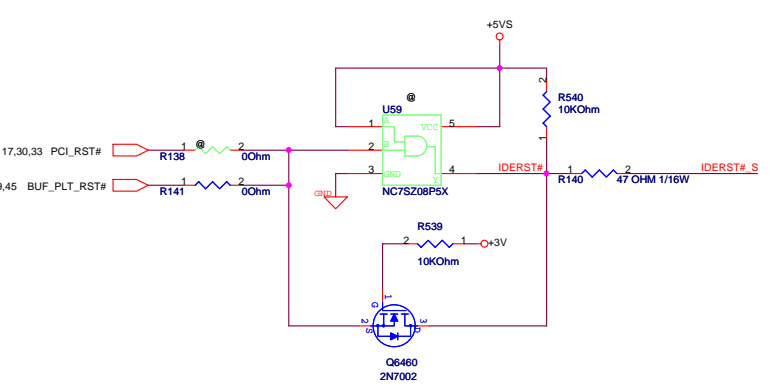 +5VS
@
U59
1
A
VCC
5
2
R540
10KOhm
1
17,30,33 PCI_RST#
1
@
2
R138
0Ohm
2
B
3
GND
Y
4
NC7SZ08P5X
GND
IDERST#
1
2
IDERST#_S
R140
47 OHM 1/16W
9,45 BUF_PLT_RST#
1
2
R141
0Ohm
R539
2
1
+3V
10KOhm
1
G
2
S
3
D
Q6460
2N7002